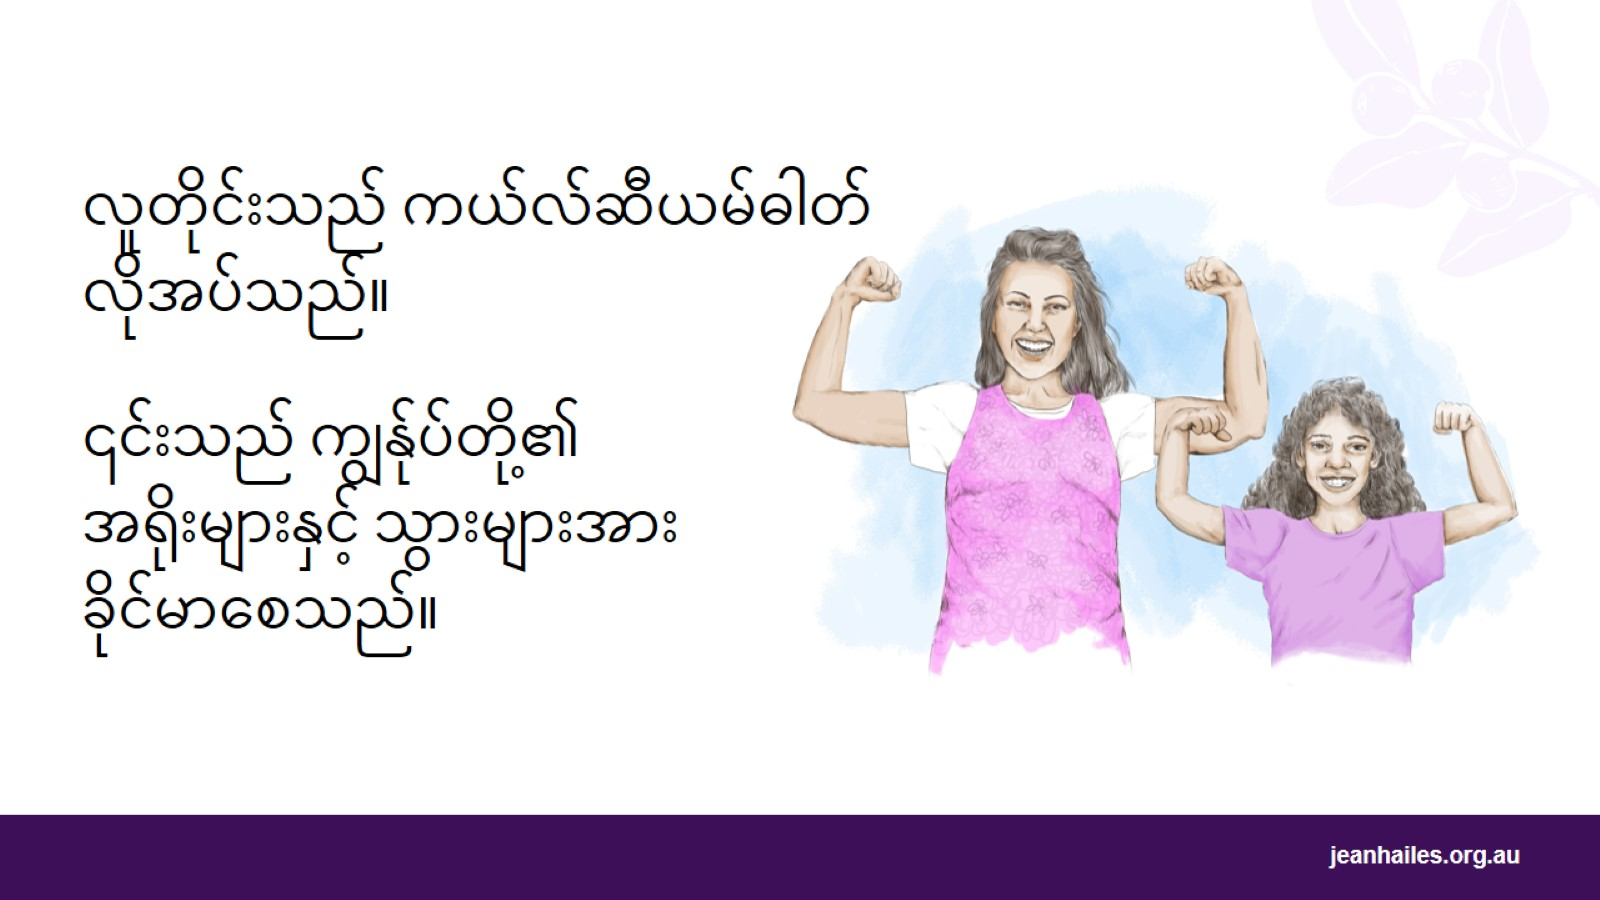 လူတိုင်းသည် ကယ်လ်ဆီယမ်ဓါတ်
လိုအပ်သည်။
၎င်းသည် ကျွန်ုပ်တို့၏
အရိုးများနှင့် သွားများအား
ခိုင်မာစေသည်။
jeanhailes.org.au